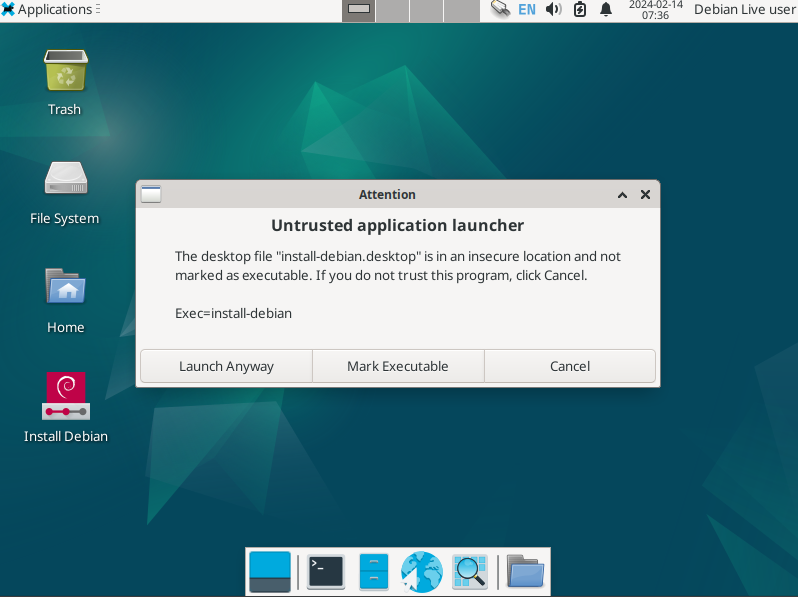 Applications
EN
2024-02-14
07:36
Debian Live user
Trash
File System
Home
Install Debian
Attention
Untrusted application launcher
The desktop file "install-debian.desktop" is in an insecure location and not
marked as executable. If you do not trust this program, click Cancel.
Exec=install-debian
Launch Anyway
Mark Executable
Cancel
>_